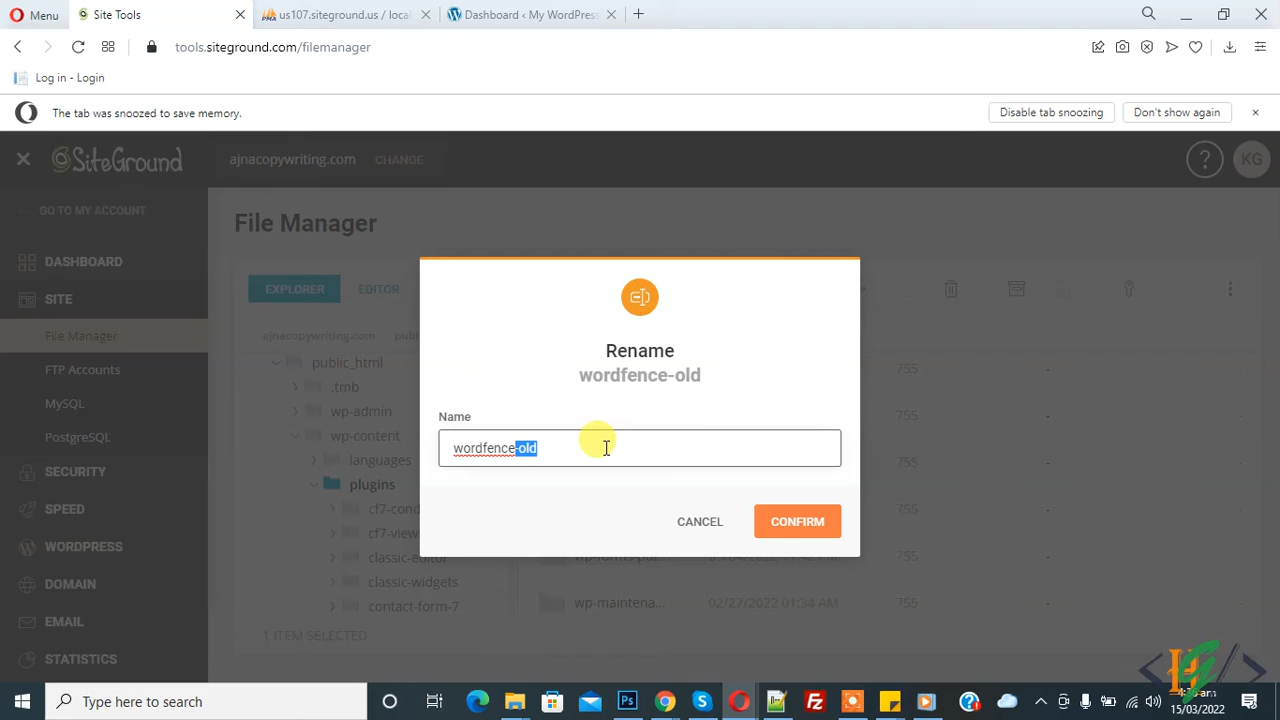 Menu
Site Tools
us107.siteground.us / local
Dashboard ‹ My WordPress
tools.siteground.com/filemanager
Log in - Login
The tab was snoozed to save memory.
Disable tab snoozing
Don't show again
SiteGround
ajnacopywriting.com
CHANGE
KG
GO TO MY ACCOUNT
File Manager
DASHBOARD
EXPLORER
EDITOR
SITE
File Manager
ajnacopywriting.com
Rename
wordfence-old
public_html
755
FTP Accounts
.tmb
MySQL
wp-admin
755
Name
PostgreSQL
wp-content
wordfence-old
languages
755
SECURITY
plugins
SPEED
755
CANCEL
CONFIRM
WORDPRESS
classic-editor
755
DOMAIN
classic-widgets
contact-form-7
wp-maintena...
02/27/2022 01:34 AM
755
EMAIL
1 ITEM SELECTED
STATISTICS
Type here to search
15/03/2022